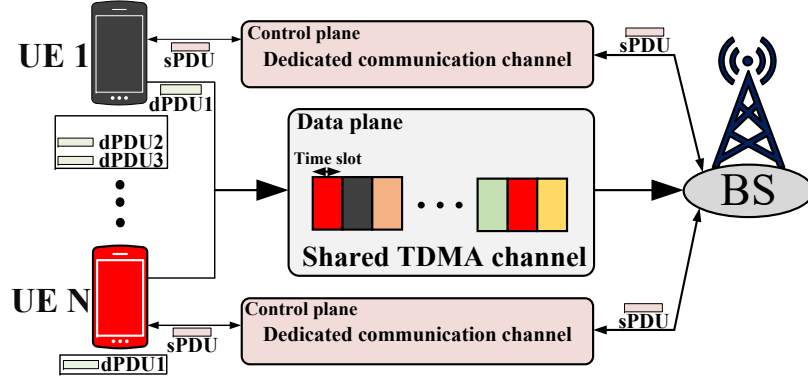 UE 1
sPDU
Control plane
Dedicated communication channel
sPDU
dPDU1
dPDU2
dPDU3
Data plane
Time slot
Shared TDMA channel
BS
UE N
sPDU
Control plane
Dedicated communication channel
sPDU
dPDU1